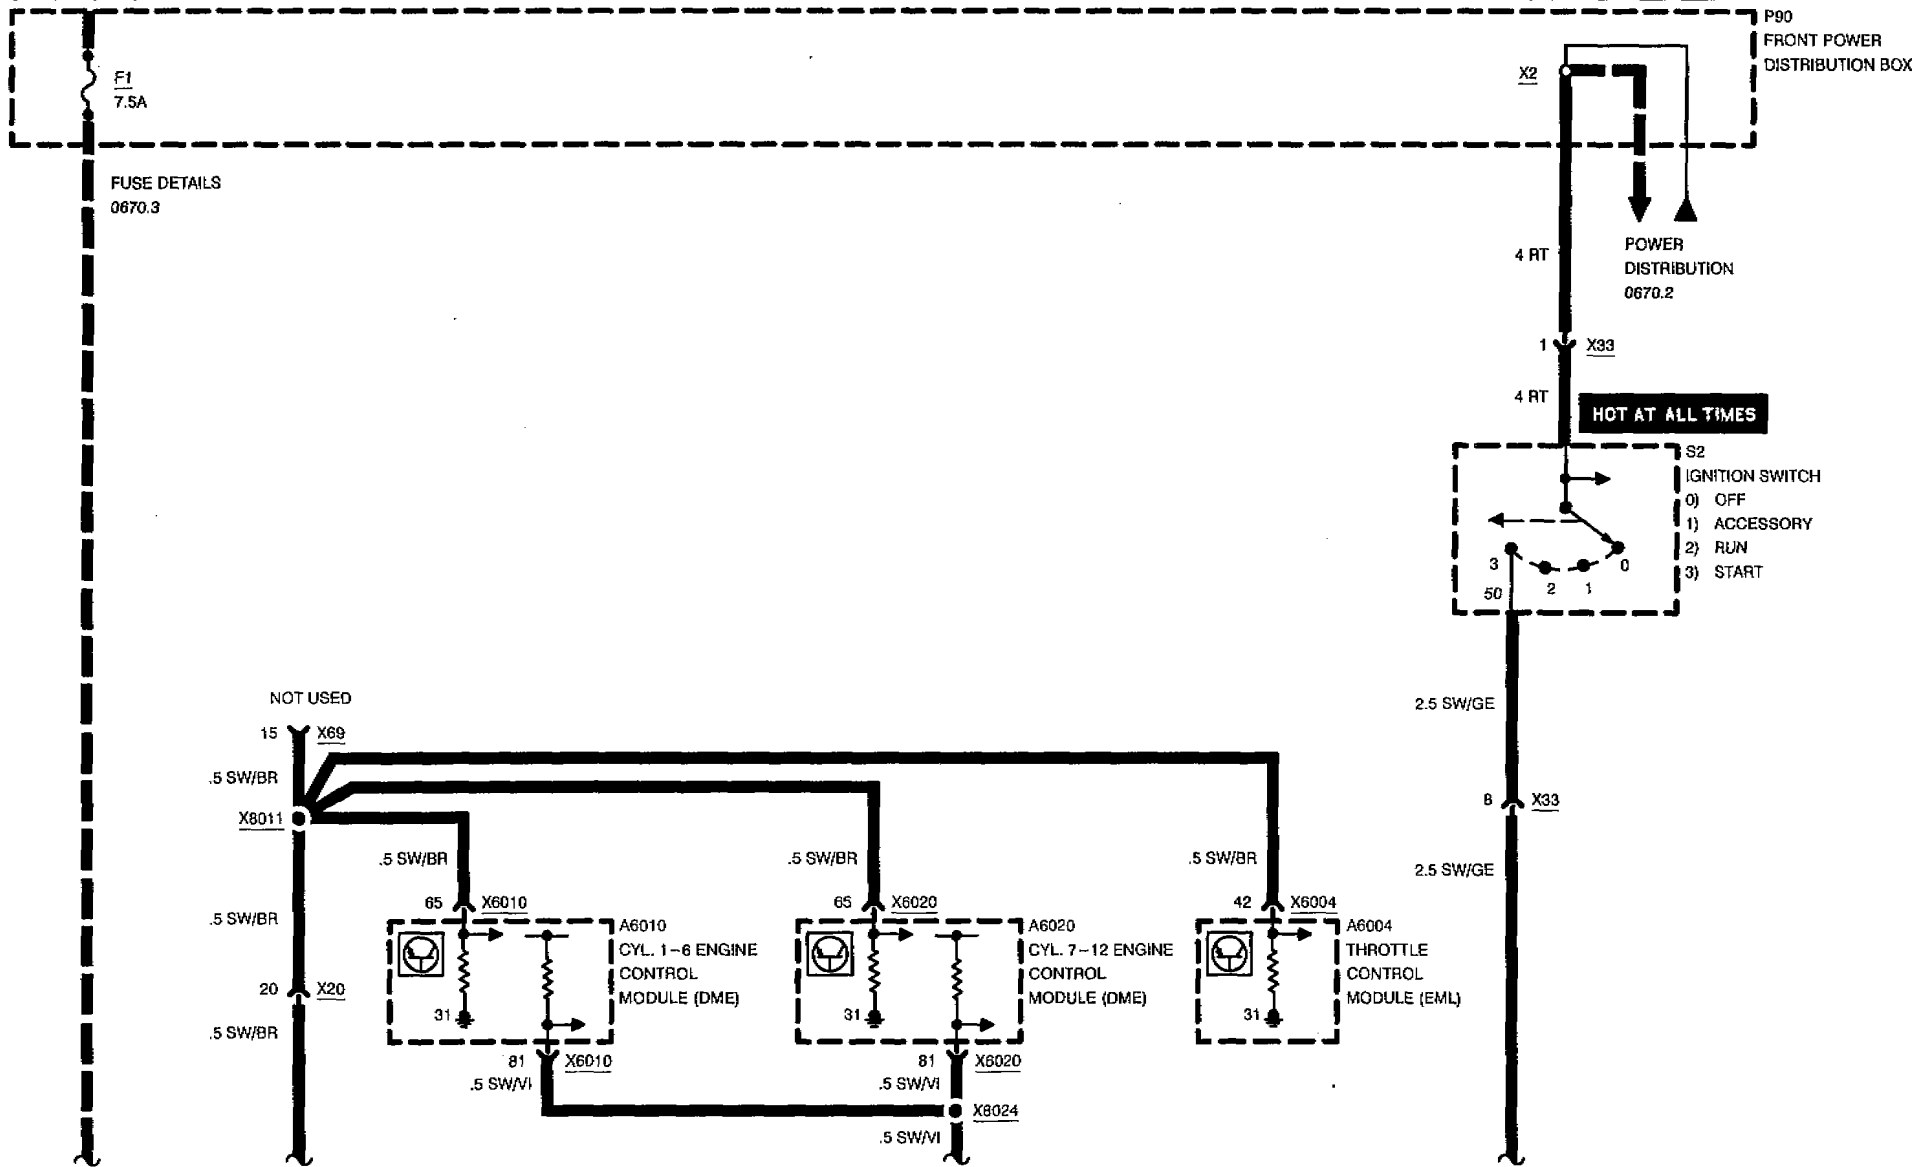 P90
FRONT POWER
DISTRIBUTION BOX
F1
7.5A
X2
FUSE DETAILS
0670.3
POWER
DISTRIBUTION
0670.2
4 RT
1 X33
4 RT
HOT AT ALL TIMES
S2
IGNITION SWITCH
0) OFF
1) ACCESSORY
2) RUN
3) START
3
2
1
0
50
2.5 SW/GE
8 X33
2.5 SW/GE
NOT USED
15 X69
.5 SW/BR
X8011
.5 SW/BR
.5 SW/BR
.5 SW/BR
.5 SW/BR
65 X6010
65 X6020
42 X6004
A6010
CYL. 1-6 ENGINE
CONTROL
MODULE (DME)
A6020
CYL. 7-12 ENGINE
CONTROL
MODULE (DME)
A6004
THROTTLE
CONTROL
MODULE (EML)
20 X20
31
31
31
.5 SW/BR
81 X6010
81 X6020
.5 SW/VI
.5 SW/VI
X8024
.5 SW/VI